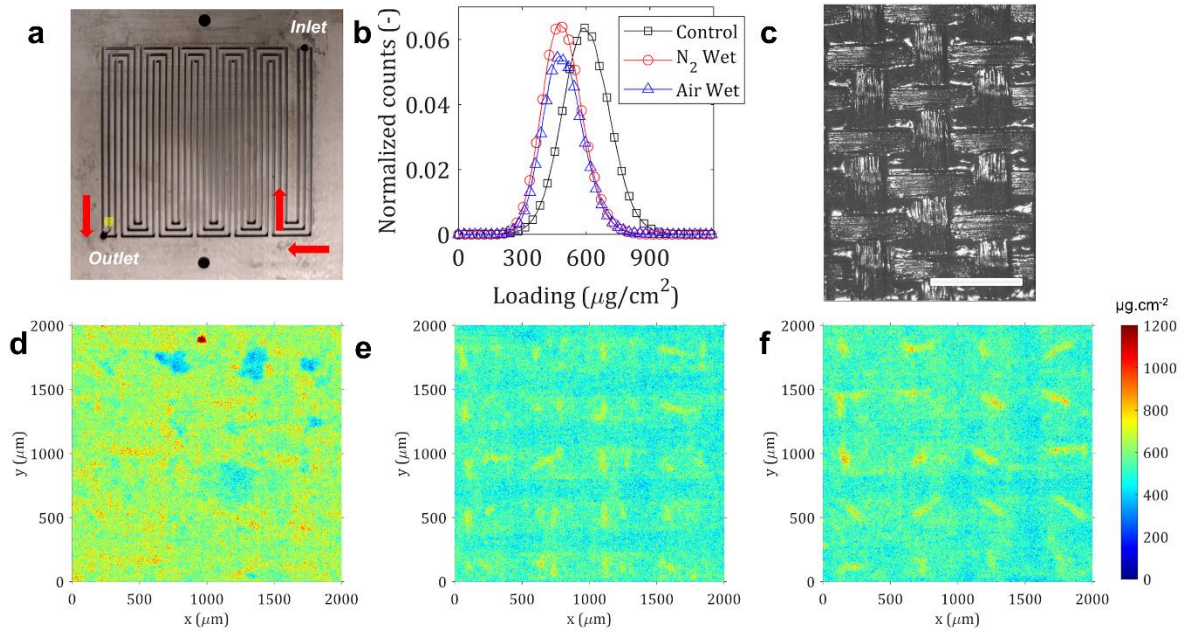 a
Inlet
Outlet
b
Normalized counts (-)
0.06
0.04
0.02
0
Control
N₂ Wet
Air Wet
0 300 600 900
Loading (μg/cm²)
c
d
2000
1500
1000
500
0
0 500 1000 1500 2000
y (μm)
x (μm)
e
2000
1500
1000
500
0
0 500 1000 1500 2000
y (μm)
x (μm)
f
2000
1500
1000
500
0
0 500 1000 1500 2000
y (μm)
x (μm)
μg.cm⁻²
1200
1000
800
600
400
200
0